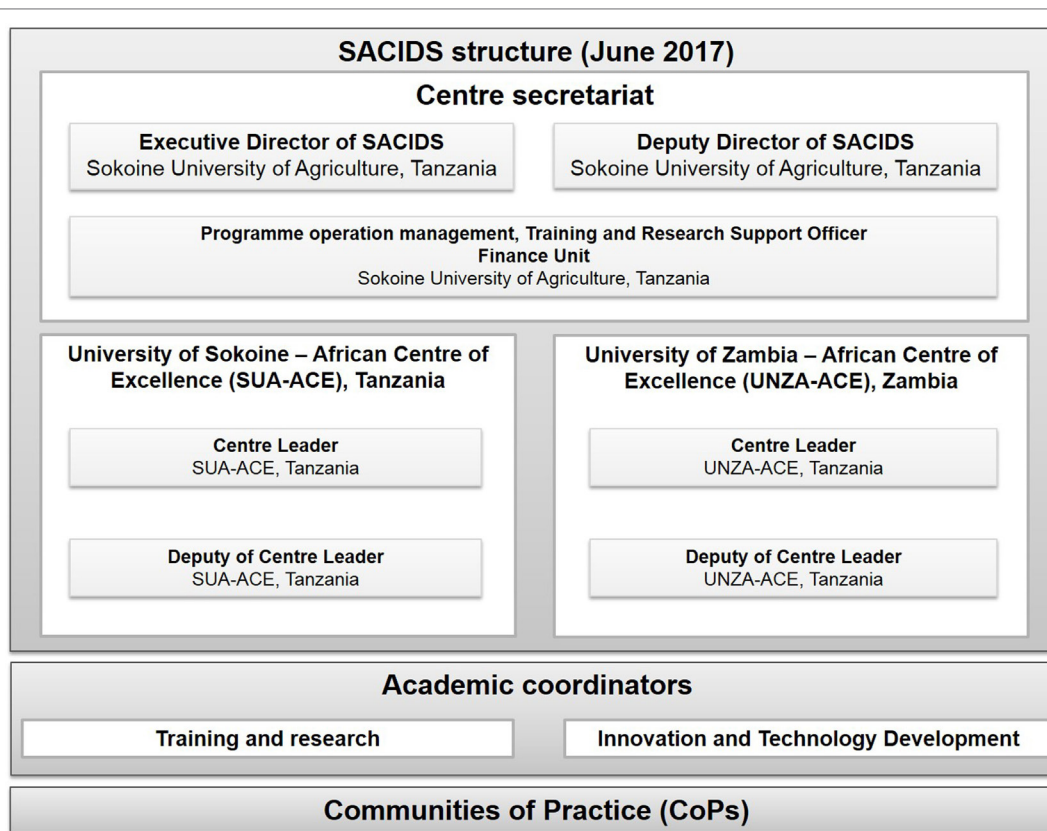 SACIDS structure (June 2017)
Centre secretariat
Executive Director of SACIDS
Sokoine University of Agriculture, Tanzania
Deputy Director of SACIDS
Sokoine University of Agriculture, Tanzania
Programme operation management, Training and Research Support Officer
Finance Unit
Sokoine University of Agriculture, Tanzania
University of Sokoine – African Centre of
Excellence (SUA-ACE), Tanzania
Centre Leader
SUA-ACE, Tanzania
Deputy of Centre Leader
SUA-ACE, Tanzania
University of Zambia – African Centre of
Excellence (UNZA-ACE), Zambia
Centre Leader
UNZA-ACE, Tanzania
Deputy of Centre Leader
UNZA-ACE, Tanzania
Academic coordinators
Training and research
Innovation and Technology Development
Communities of Practice (CoPs)